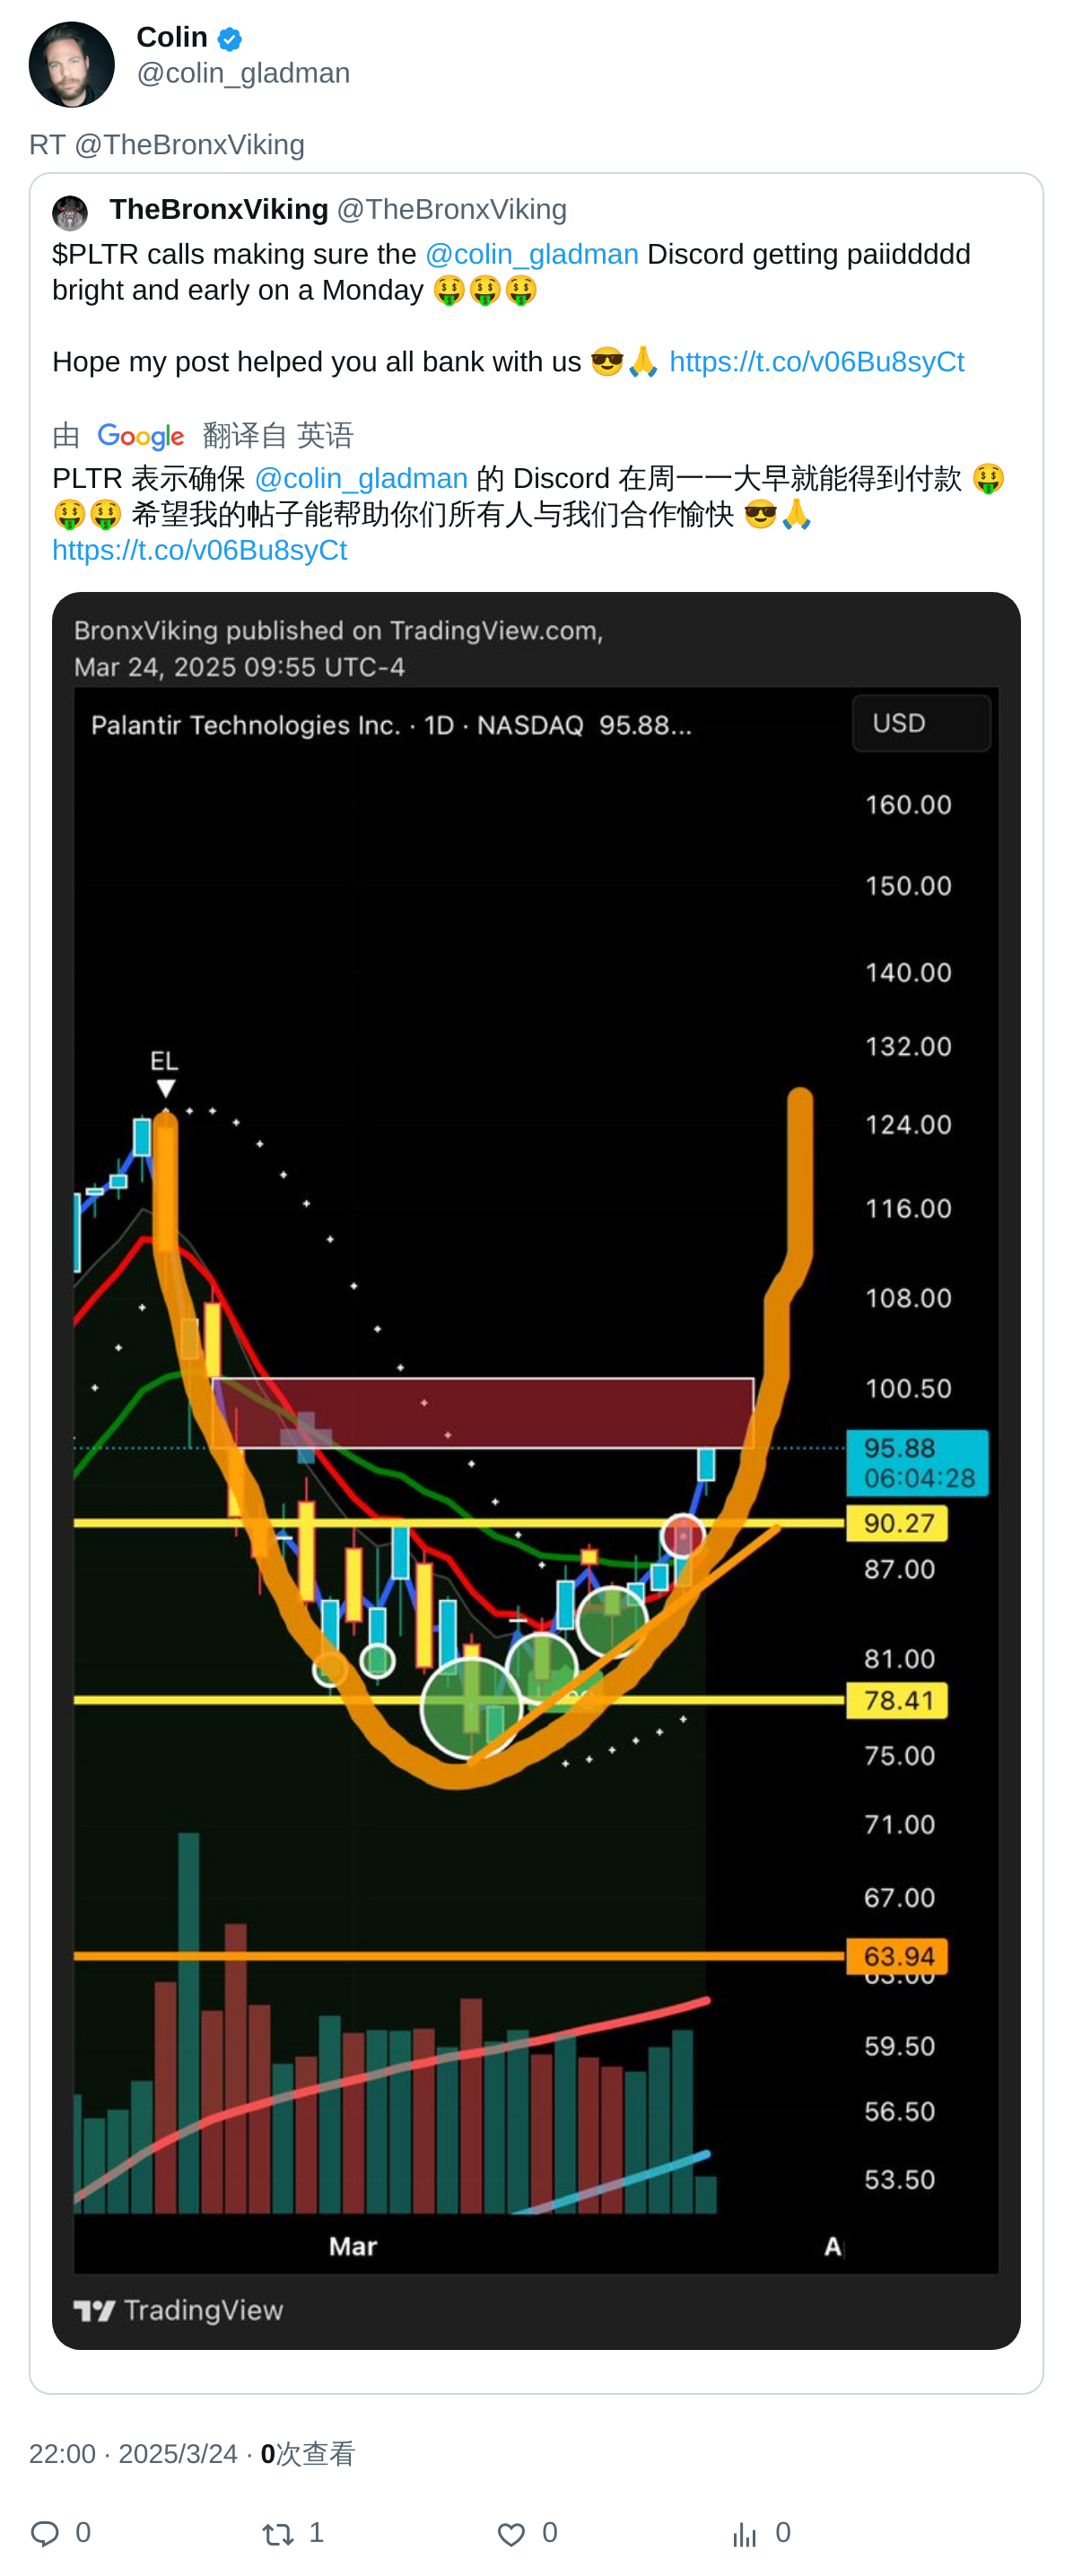 Colin
@colin_gladman
RT @TheBronxViking
TheBronxViking @TheBronxViking
$PLTR calls making sure the @colin_gladman Discord getting paiiddddd
bright and early on a Monday 🤑🤑🤑
Hope my post helped you all bank with us 😎🙏 https://t.co/v06Bu8syCt
由 Google 翻译自 英语
PLTR 表示确保 @colin_gladman 的 Discord 在周一一大早就能得到付款 🤑
🤑🤑 希望我的帖子能帮助你们所有人与我们合作愉快 😎🙏
https://t.co/v06Bu8syCt
BronxViking published on TradingView.com,
Mar 24, 2025 09:55 UTC-4
Palantir Technologies Inc. · 1D · NASDAQ 95.88...
USD
160.00
150.00
140.00
132.00
EL
124.00
116.00
108.00
100.50
95.88
06:04:28
90.27
87.00
81.00
78.41
75.00
71.00
67.00
63.94
63.00
59.50
56.50
53.50
Mar
A
TradingView
22:00 · 2025/3/24 · 0次查看
0
1
0
0